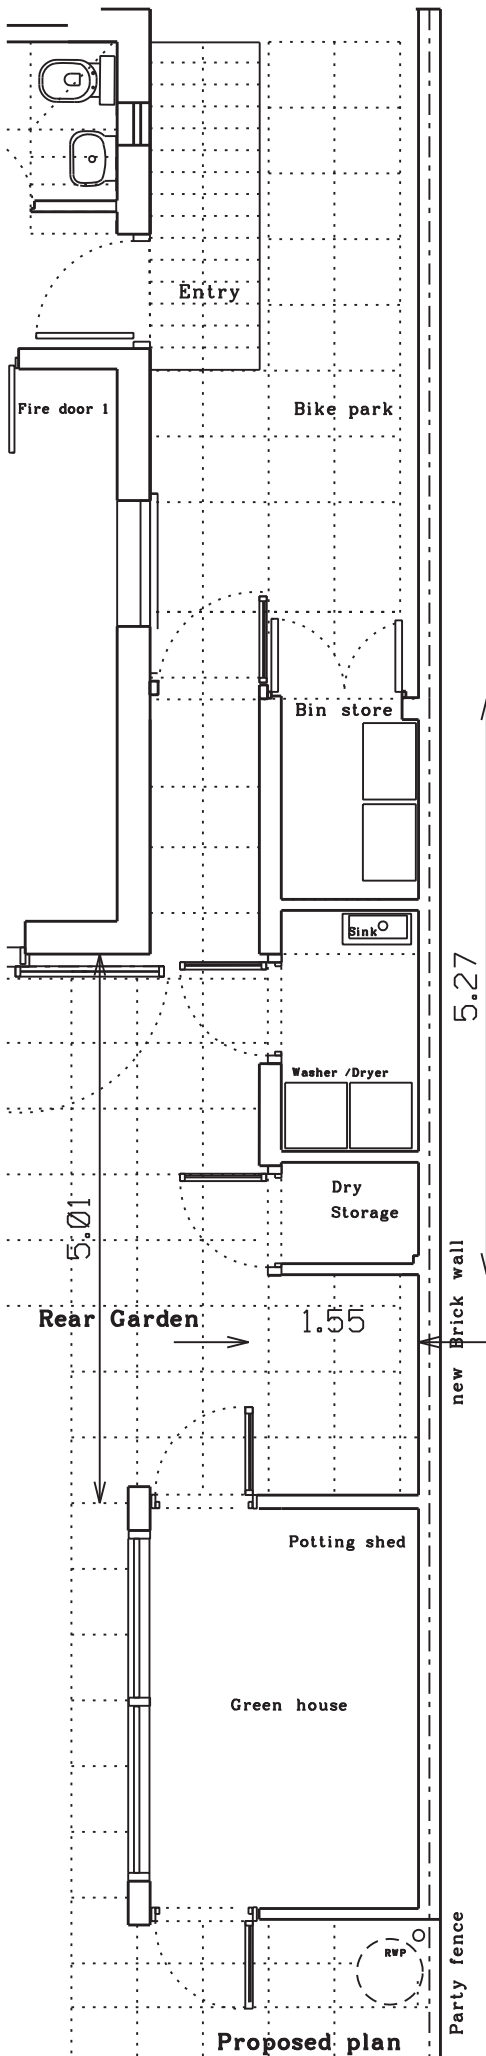 Entry
Fire door 1
Bike park
Bin store
Sink
5.27
Washer /Dryer
Dry
Storage
5.01
new Brick wall
Rear Garden
1.55
Potting shed
Green house
Party fence
RWP
Proposed plan